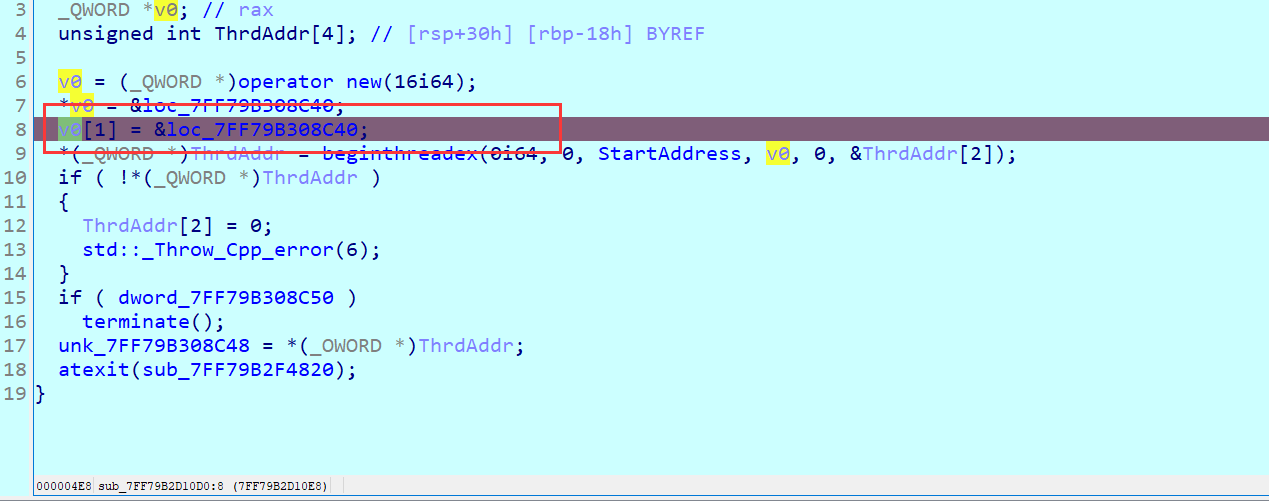 3 _QWORD *v0; // rax
4 unsigned int ThrdAddr[4]; // [rsp+30h] [rbp-18h] BYREF
5
6 v0 = (_QWORD *)operator new(16i64);
7 *v0 = &loc_7FF79B308C40;
8 v0[1] = &loc_7FF79B308C40;
9 *(_QWORD *)ThrdAddr = beginthreadex(0i64, 0, StartAddress, v0, 0, &ThrdAddr[2]);
10 if ( !*(_QWORD *)ThrdAddr )
11 {
12 ThrdAddr[2] = 0;
13 std::_Throw_Cpp_error(6);
14 }
15 if ( dword_7FF79B308C50 )
16 terminate();
17 unk_7FF79B308C48 = *(_OWORD *)ThrdAddr;
18 atexit(sub_7FF79B2F4820);
19 }
000004E8 sub_7FF79B2D10D0:8 (7FF79B2D10E8)